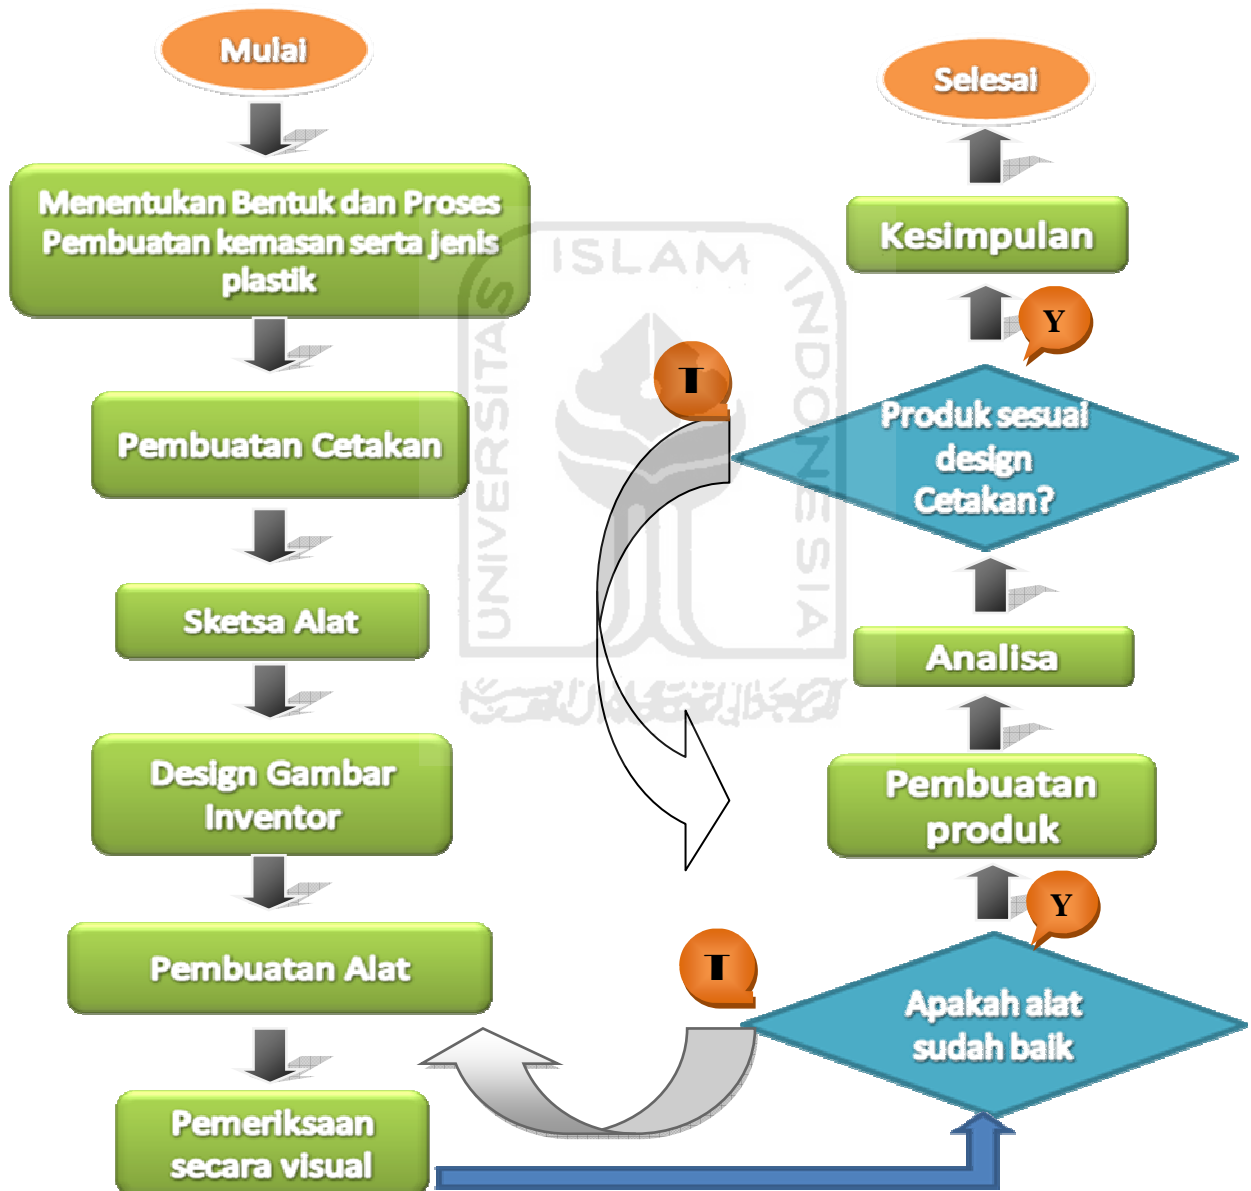 Mulai
Menentukan Bentuk dan Proses
Pembuatan kemasan serta jenis
plastik
Pembuatan Cetakan
Sketsa Alat
Design Gambar
Inventor
Pembuatan Alat
Pemeriksaan
secara visual
Apakah alat
sudah baik
T
Y
Pembuatan
produk
Analisa
Produk sesuai
design
Cetakan?
T
Y
Kesimpulan
Selesai
UNIVERSITAS
ISLAM
INDONESIA